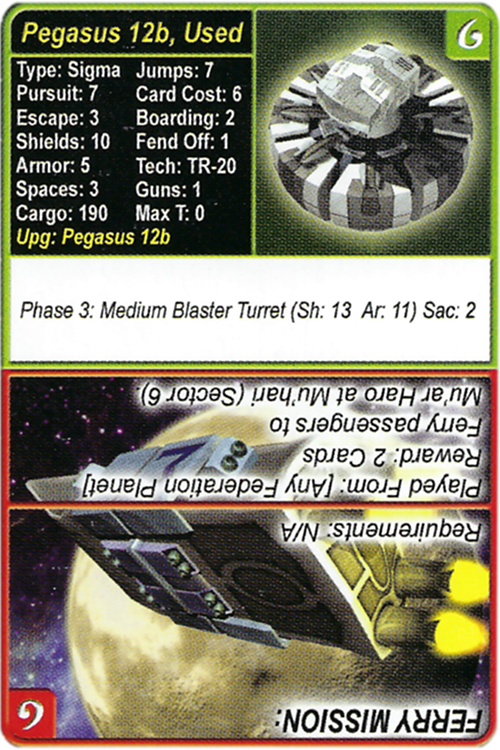 Pegasus 12b, Used
6
Type: Sigma Jumps: 7
Pursuit: 7 Card Cost: 6
Escape: 3 Boarding: 2
Shields: 10 Fend Off: 1
Armor: 5 Tech: TR-20
Spaces: 3 Guns: 1
Cargo: 190 Max T: 0
Upg: Pegasus 12b
Phase 3: Medium Blaster Turret (Sh: 13 Ar: 11) Sac: 2
FERRY MISSION:
6
Requirements: N/A
Played From: [Any Federation Planet]
Reward: 2 Cards
Ferry passengers to
Mu'ar Haro at Mu'hari (Sector 6)